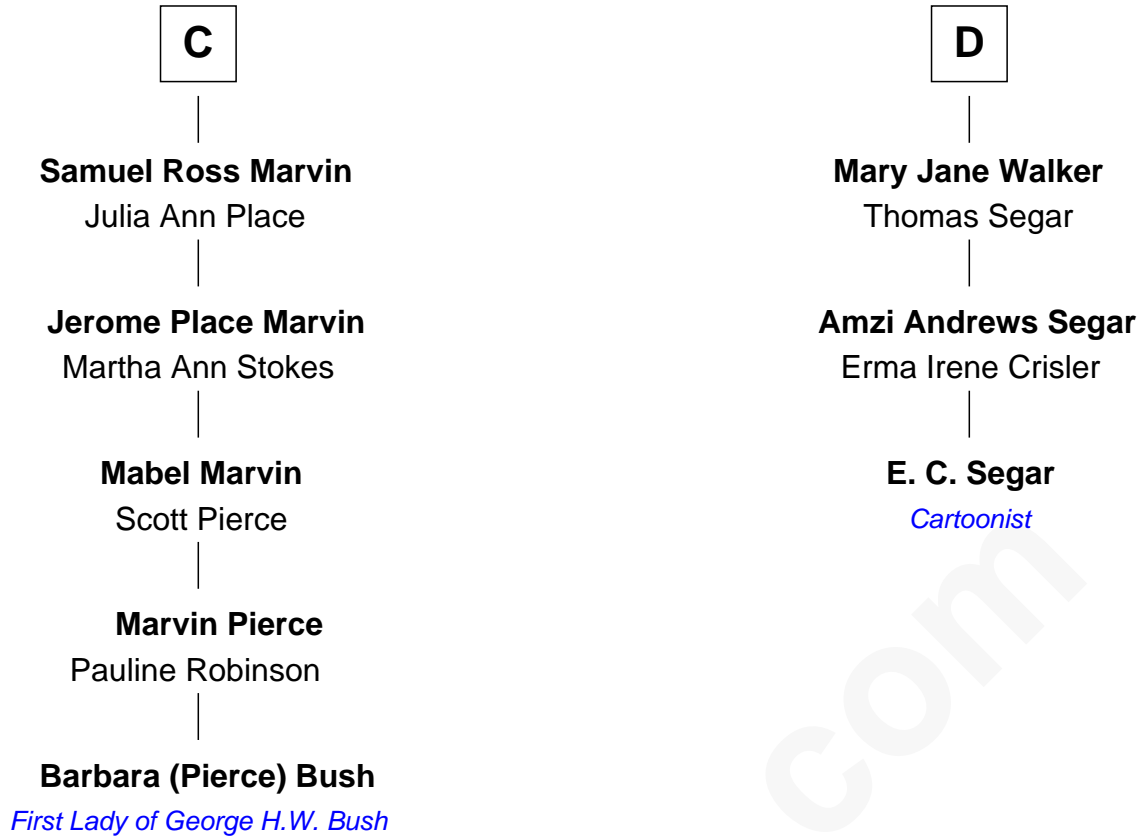 C
Samuel Ross Marvin
Julia Ann Place
Jerome Place Marvin
Martha Ann Stokes
Mabel Marvin
Scott Pierce
Marvin Pierce
Pauline Robinson
Barbara (Pierce) Bush
First Lady of George H.W. Bush
D
Mary Jane Walker
Thomas Segar
Amzi Andrews Segar
Erma Irene Crisler
E. C. Segar
Cartoonist
com